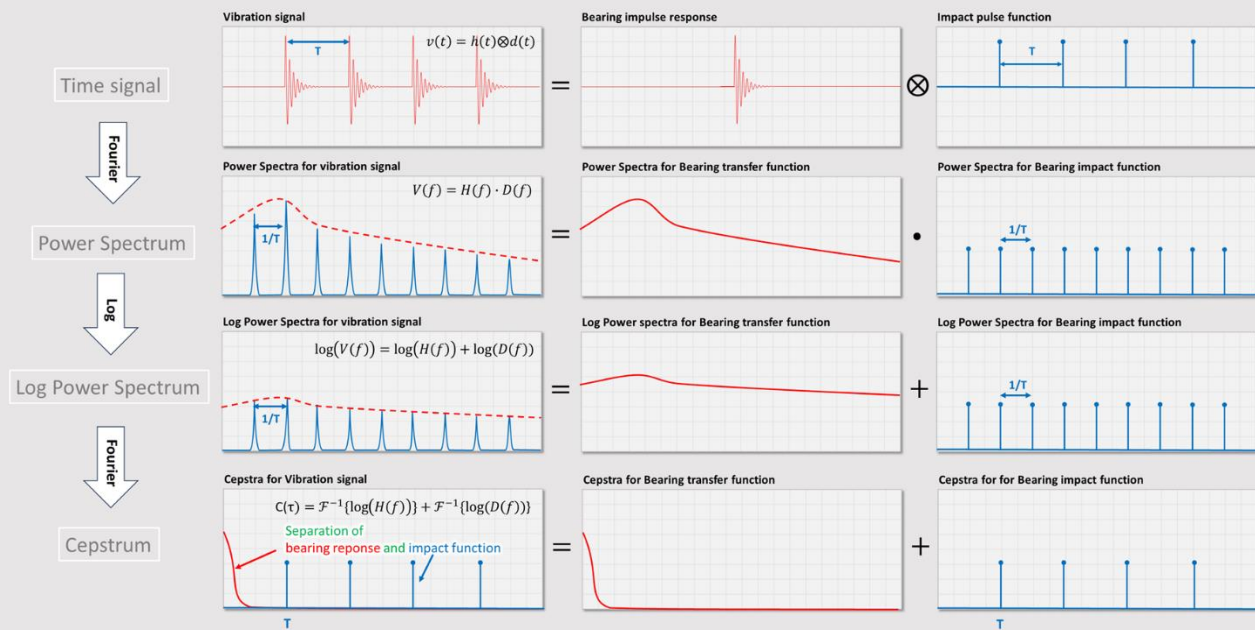 Vibration signal
Bearing impulse response
Impact pulse function
v(t) = h(t)⊗d(t)
T
T
Time signal
=
⊗
Fourier
Power Spectra for vibration signal
Power Spectra for Bearing transfer function
Power Spectra for Bearing impact function
V(f) = H(f) · D(f)
1/T
1/T
Power Spectrum
=
•
Log
Log Power Spectra for vibration signal
Log Power spectra for Bearing transfer function
Log Power Spectra for Bearing impact function
log(V(f)) = log(H(f)) + log(D(f))
1/T
1/T
Log Power Spectrum
=
+
Fourier
Cepstra for Vibration signal
Cepstra for Bearing transfer function
Cepstra for for Bearing impact function
C(τ) = ℱ⁻¹{log(H(f))} + ℱ⁻¹{log(D(f))}
Separation of
bearing reponse and impact function
Cepstrum
=
+
T
T